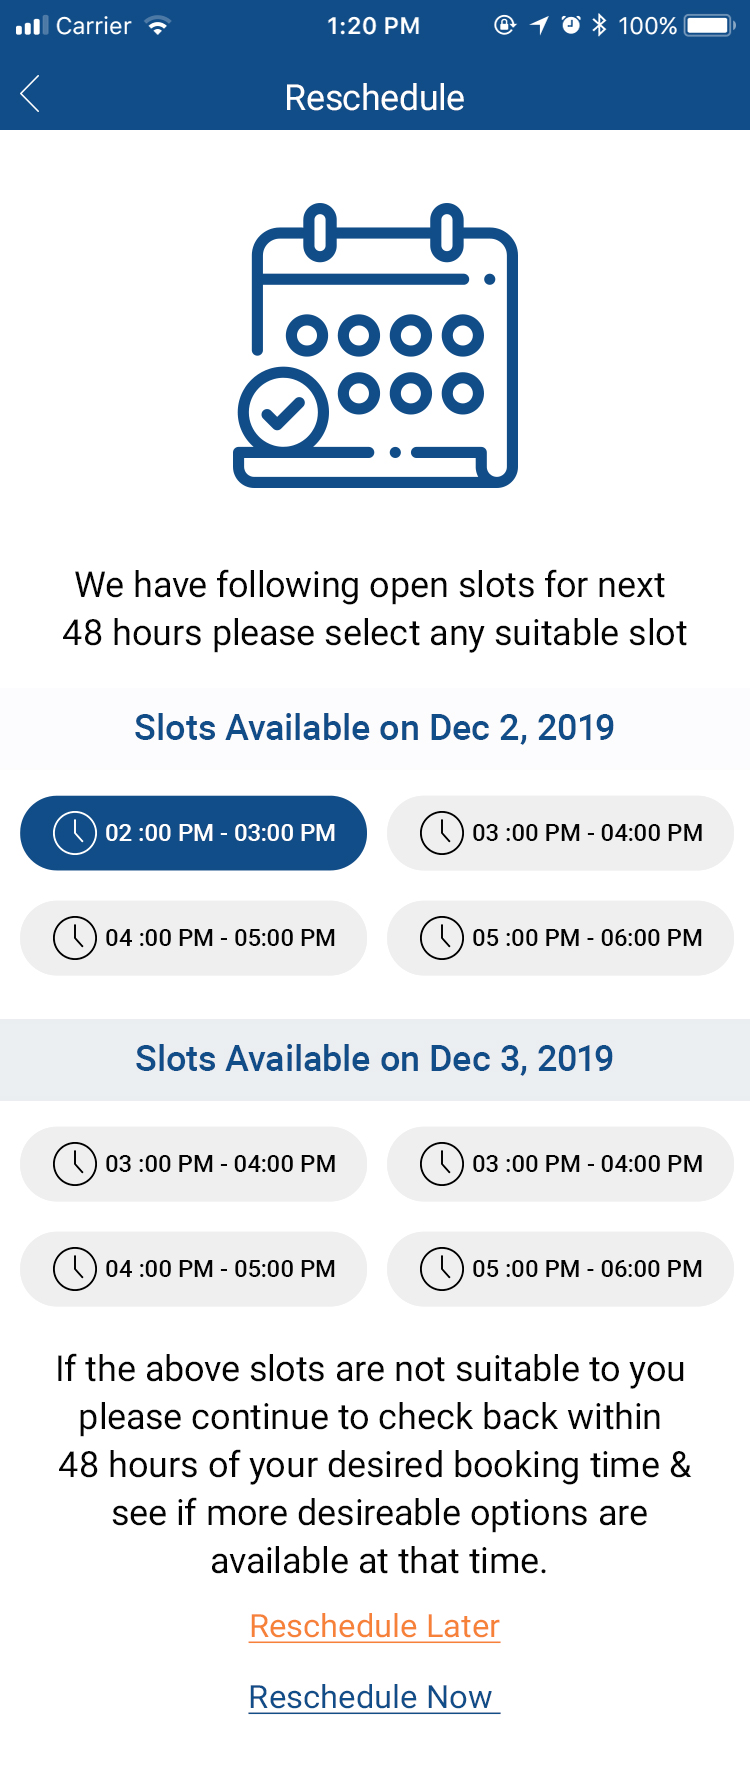 Carrier 1:20 PM 100%
Reschedule
We have following open slots for next
48 hours please select any suitable slot
Slots Available on Dec 2, 2019
02 :00 PM - 03:00 PM 03 :00 PM - 04:00 PM
04 :00 PM - 05:00 PM 05 :00 PM - 06:00 PM
Slots Available on Dec 3, 2019
03 :00 PM - 04:00 PM 03 :00 PM - 04:00 PM
04 :00 PM - 05:00 PM 05 :00 PM - 06:00 PM
If the above slots are not suitable to you
please continue to check back within
48 hours of your desired booking time &
see if more desireable options are
available at that time.
Reschedule Later
Reschedule Now